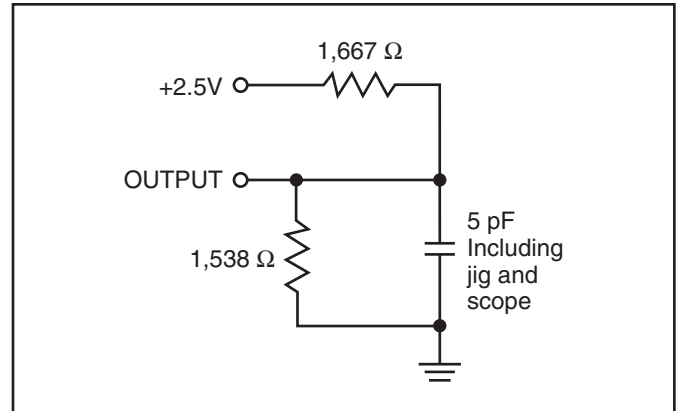 1,667 Ω
+2.5V
OUTPUT
1,538 Ω
5 pF
Including
jig and
scope